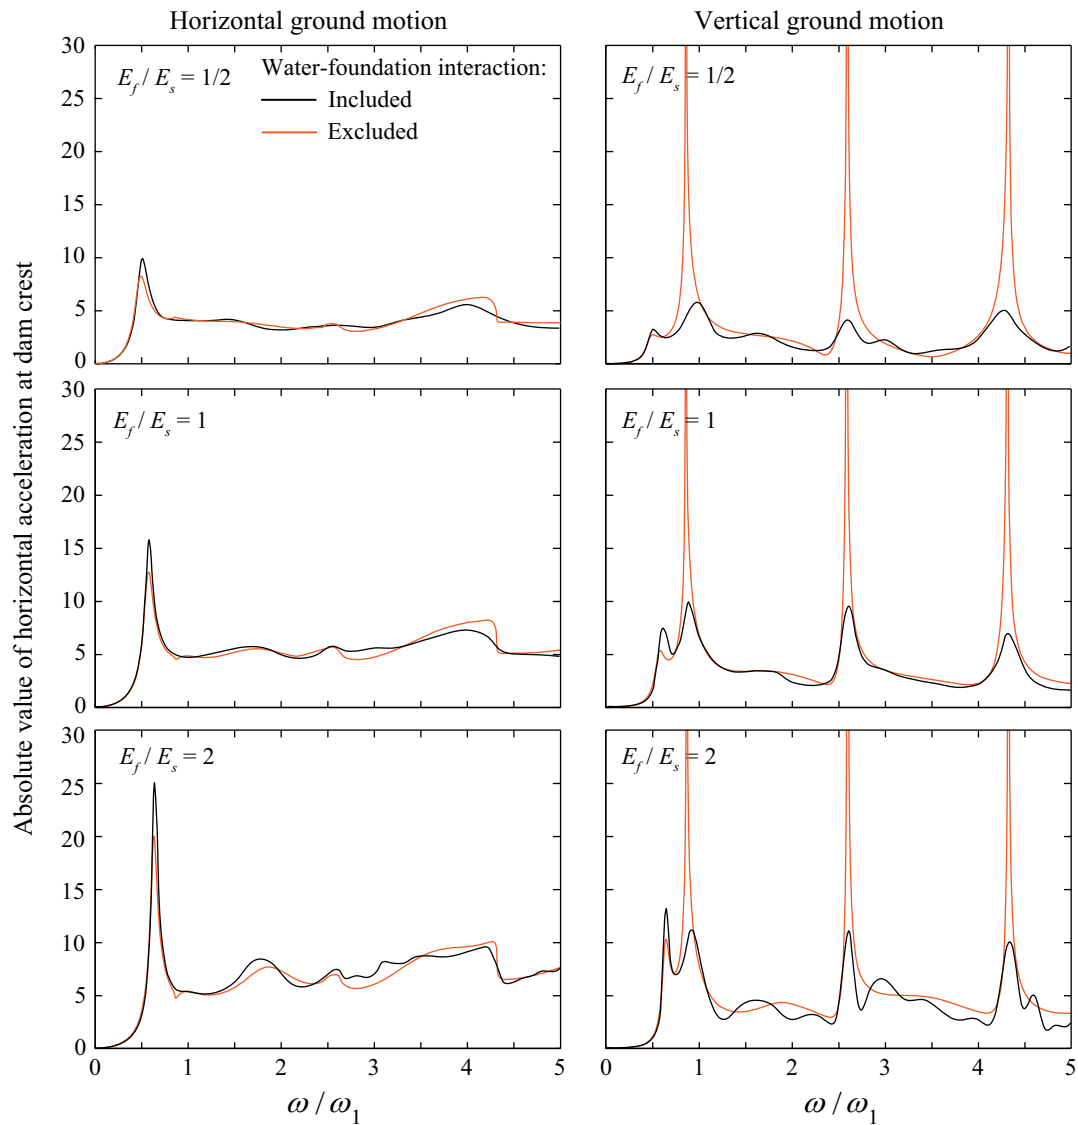 Horizontal ground motion
Vertical ground motion
Absolute value of horizontal acceleration at dam crest
30
25
20
15
10
5
0
E_f / E_s = 1/2
Water-foundation interaction:
Included
Excluded
E_f / E_s = 1/2
30
25
20
15
10
5
0
E_f / E_s = 1
E_f / E_s = 1
30
25
20
15
10
5
0
E_f / E_s = 2
E_f / E_s = 2
0 1 2 3 4 5
0 1 2 3 4 5
ω / ω₁
ω / ω₁